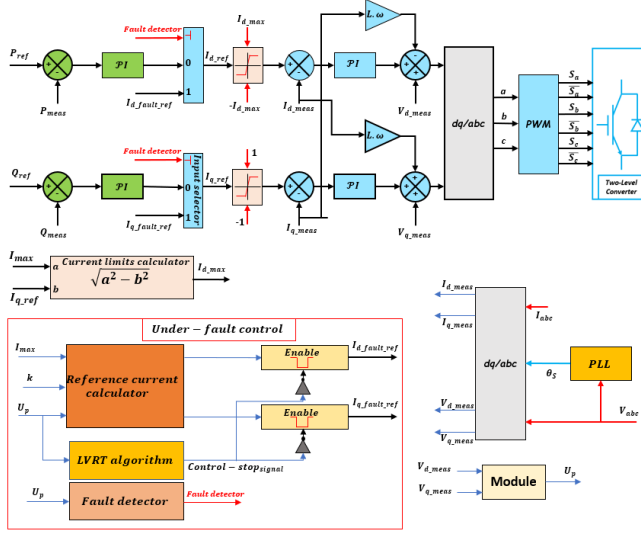 Fault detector
I_d_max
L.ω
P_ref
PI
0
I_d_ref
PI
P_meas
1
I_d_fault_ref
-I_d_max
I_d_meas
V_d_meas
dq/abc
a
b
c
PWM
S_a
S̅_a
S_b
S̅_b
S_c
S̅_c
Two-Level
Converter
Fault detector
1
L.ω
Q_ref
PI
0
Input selector
I_q_ref
PI
Q_meas
1
I_q_fault_ref
-1
I_q_meas
V_q_meas
I_max
a
Current limits calculator
√a² − b²
I_d_max
I_q_ref
b
Under − fault control
I_max
k
U_p
Reference current
calculator
Enable
I_d_fault_ref
Enable
I_q_fault_ref
LVRT algorithm
Control − stop_signal
U_p
Fault detector
Fault detector
I_d_meas
I_q_meas
I_abc
dq/abc
θ_S
PLL
V_d_meas
V_q_meas
V_abc
V_d_meas
V_q_meas
Module
U_p